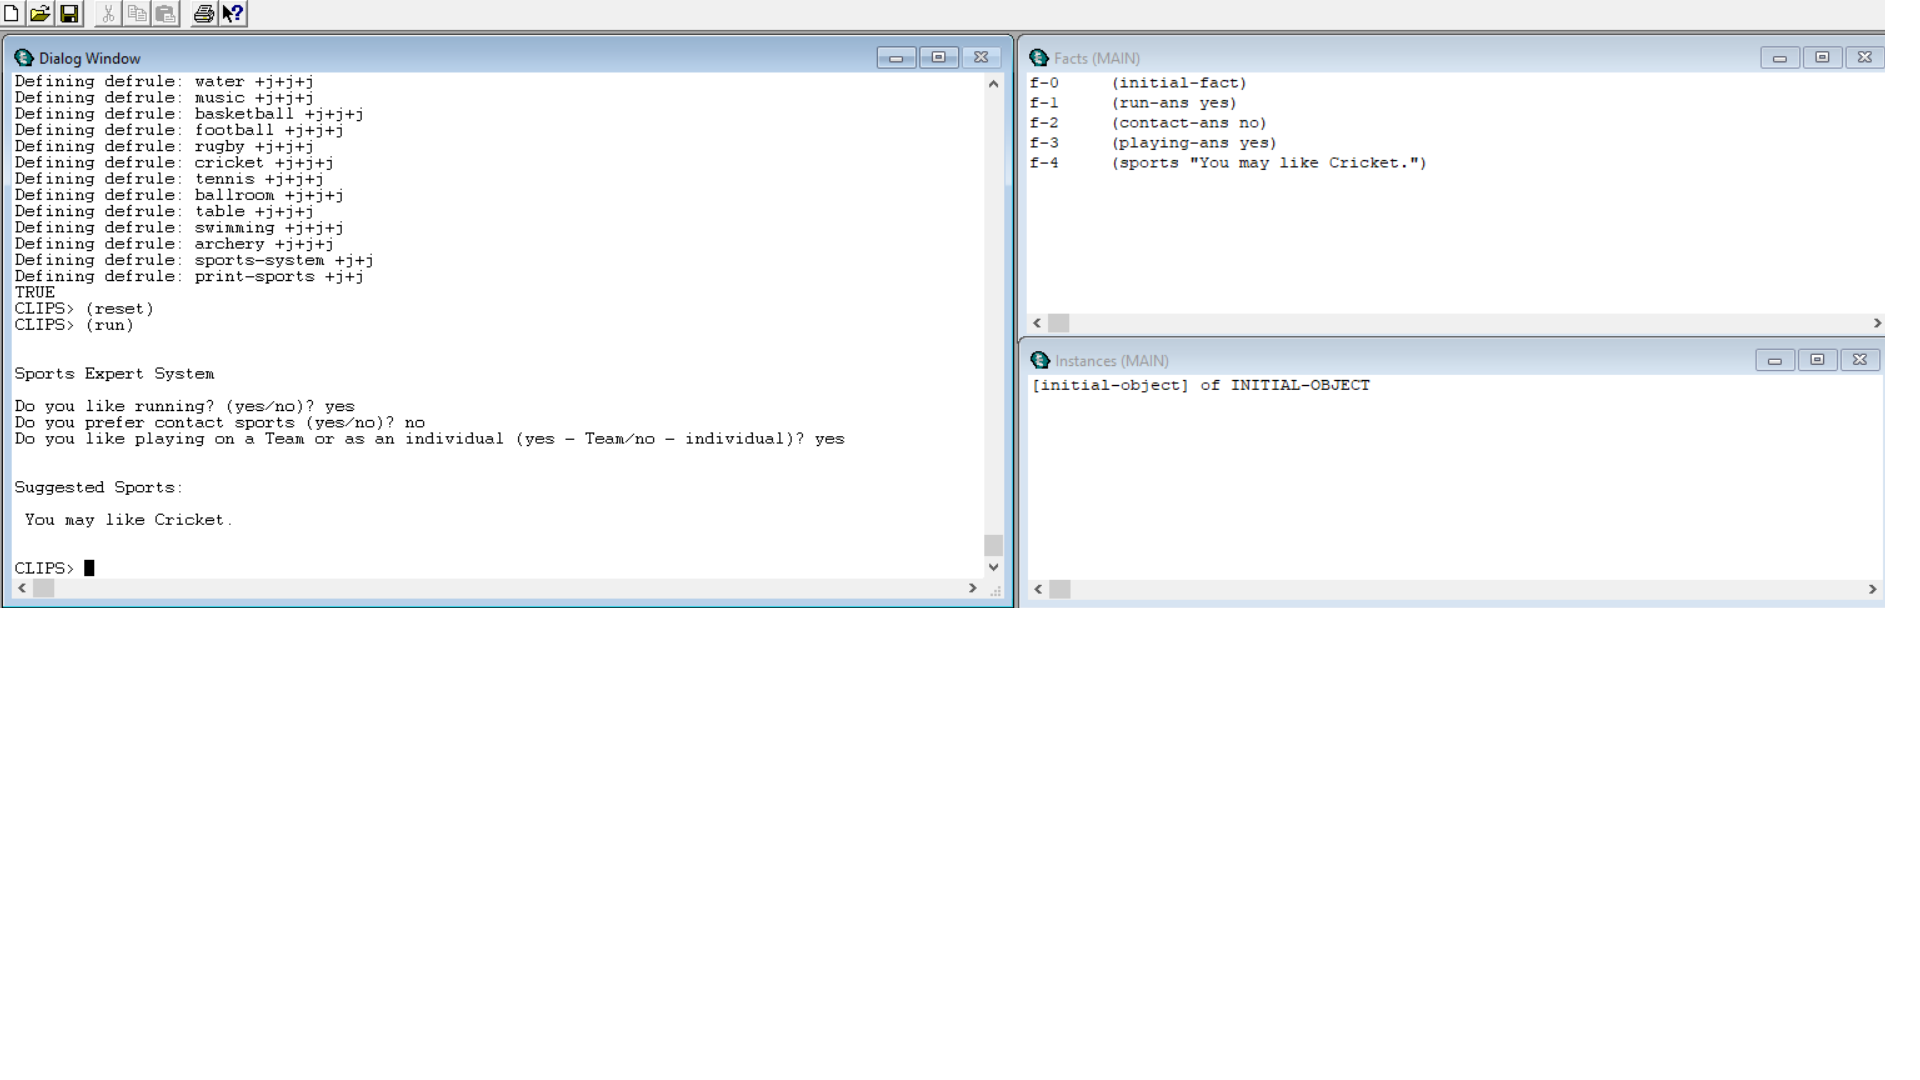 Dialog Window
Defining defrule: water +j+j+j
Defining defrule: music +j+j+j
Defining defrule: basketball +j+j+j
Defining defrule: football +j+j+j
Defining defrule: rugby +j+j+j
Defining defrule: cricket +j+j+j
Defining defrule: tennis +j+j+j
Defining defrule: ballroom +j+j+j
Defining defrule: table +j+j+j
Defining defrule: swimming +j+j+j
Defining defrule: archery +j+j+j
Defining defrule: sports-system +j+j
Defining defrule: print-sports +j+j
TRUE
CLIPS> (reset)
CLIPS> (run)
Sports Expert System
Do you like running? (yes/no)? yes
Do you prefer contact sports (yes/no)? no
Do you like playing on a Team or as an individual (yes - Team/no - individual)? yes
Suggested Sports:
You may like Cricket.
CLIPS>
Facts (MAIN)
f-0 (initial-fact)
f-1 (run-ans yes)
f-2 (contact-ans no)
f-3 (playing-ans yes)
f-4 (sports "You may like Cricket.")
Instances (MAIN)
[initial-object] of INITIAL-OBJECT